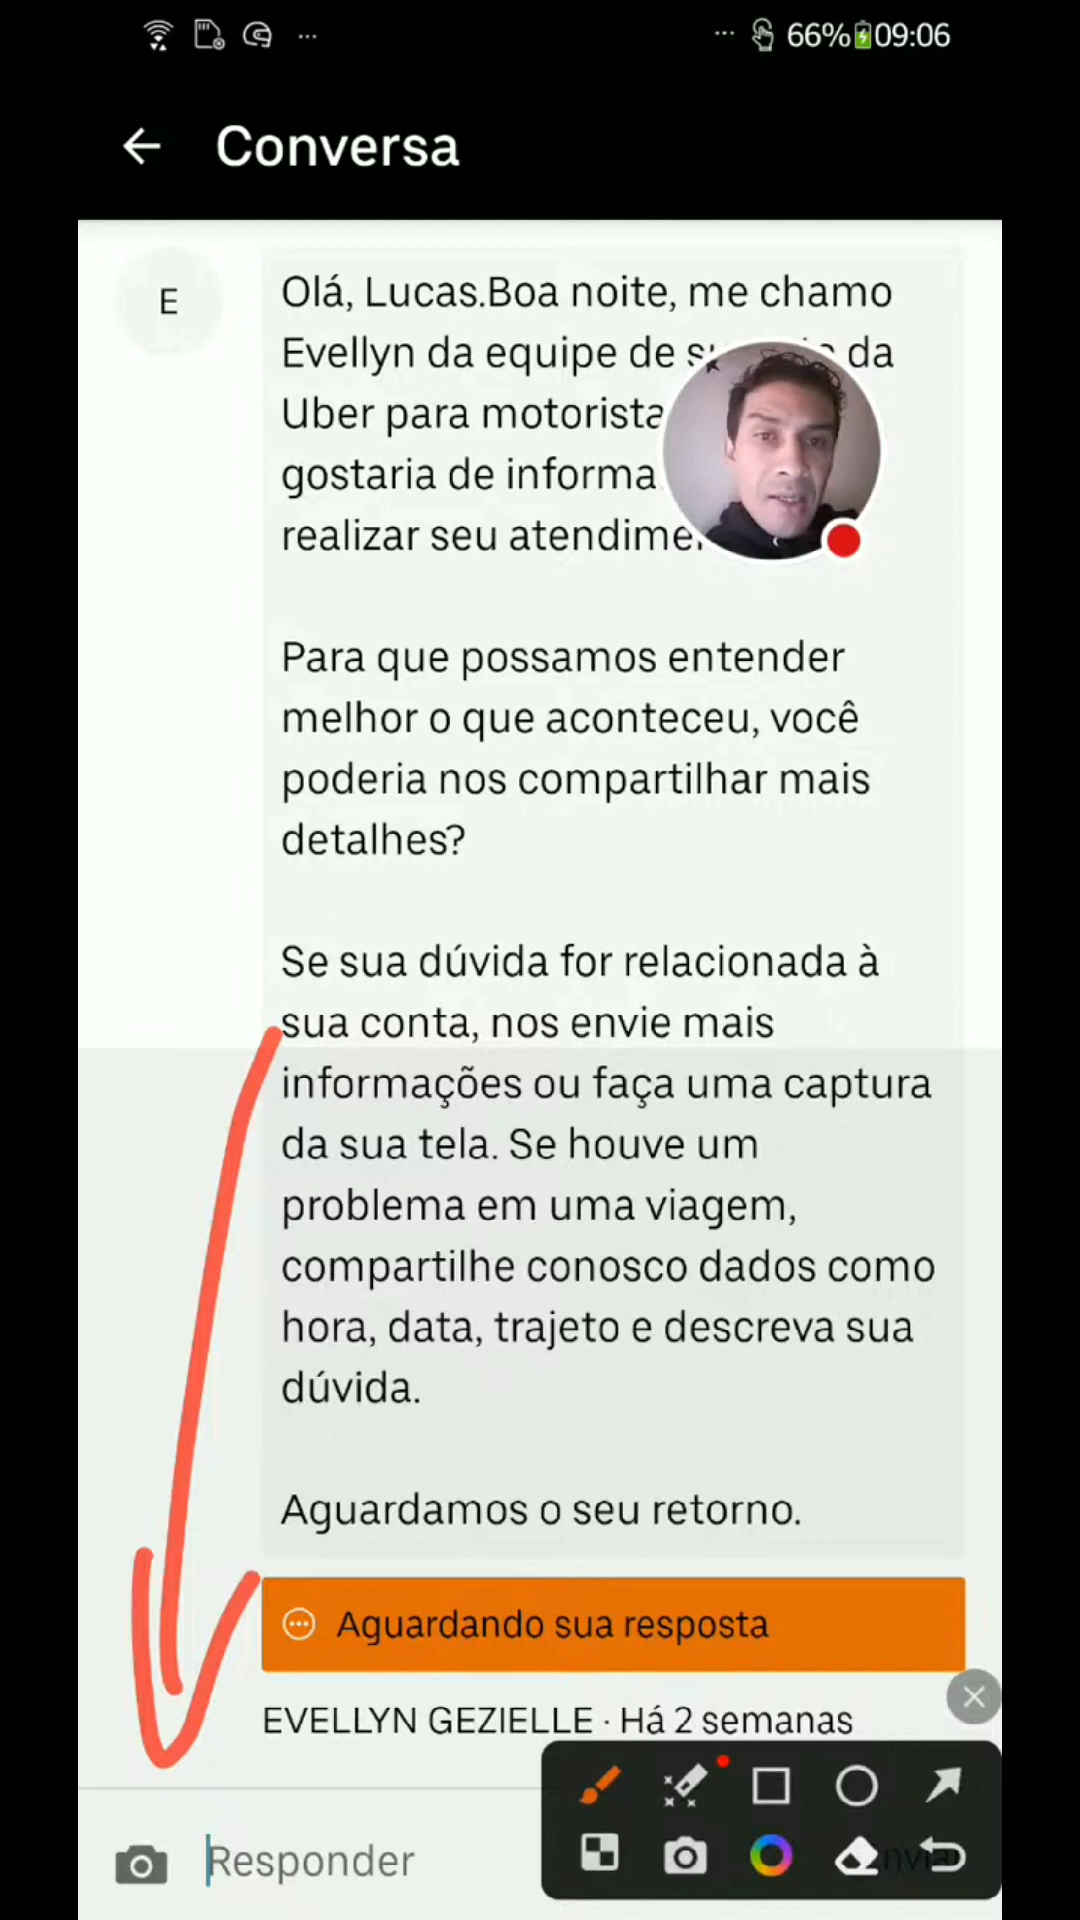 66% 09:06
Conversa
E
Olá, Lucas.Boa noite, me chamo
Evellyn da equipe de da
Uber para motorista
gostaria de informa
realizar seu
Para que possamos entender
melhor o que aconteceu, você
poderia nos compartilhar mais
detalhes?
Se sua dúvida for relacionada à
sua conta, nos envie mais
informações ou faça uma captura
da sua tela. Se houve um
problema em uma viagem,
compartilhe conosco dados como
hora, data, trajeto e descreva sua
dúvida.
Aguardamos o seu retorno.
Aguardando sua resposta
EVELLYN GEZIELLE · Há 2 semanas
Responder